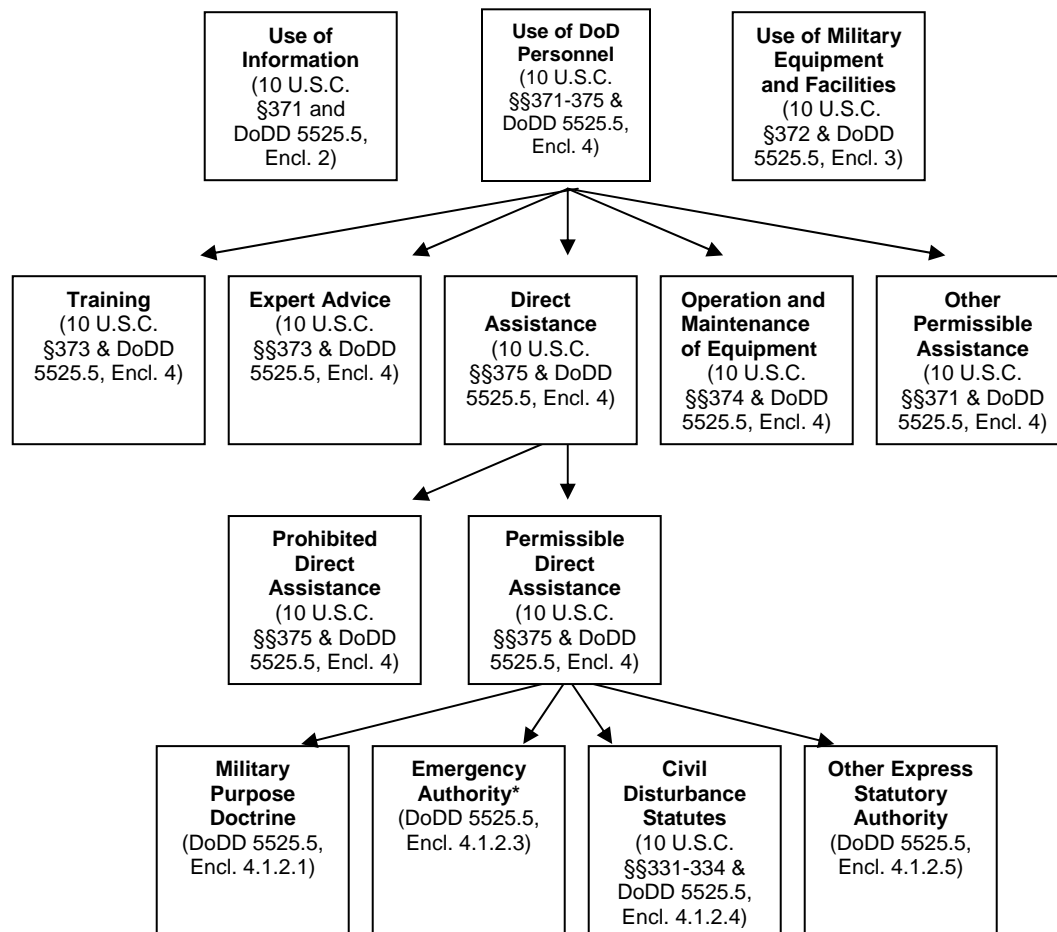 Use of
Information
(10 U.S.C.
§371 and
DoDD 5525.5,
Encl. 2)
Use of DoD
Personnel
(10 U.S.C.
§§371-375 &
DoDD 5525.5,
Encl. 4)
Use of Military
Equipment
and Facilities
(10 U.S.C.
§372 & DoDD
5525.5, Encl. 3)
Training
(10 U.S.C.
§373 & DoDD
5525.5, Encl. 4)
Expert Advice
(10 U.S.C.
§§373 & DoDD
5525.5, Encl. 4)
Direct
Assistance
(10 U.S.C.
§§375 & DoDD
5525.5, Encl. 4)
Operation and
Maintenance
of Equipment
(10 U.S.C.
§§374 & DoDD
5525.5, Encl. 4)
Other
Permissible
Assistance
(10 U.S.C.
§§371 & DoDD
5525.5, Encl. 4)
Prohibited
Direct
Assistance
(10 U.S.C.
§§375 & DoDD
5525.5, Encl. 4)
Permissible
Direct
Assistance
(10 U.S.C.
§§375 & DoDD
5525.5, Encl. 4)
Military
Purpose
Doctrine
(DoDD 5525.5,
Encl. 4.1.2.1)
Emergency
Authority*
(DoDD 5525.5,
Encl. 4.1.2.3)
Civil
Disturbance
Statutes
(10 U.S.C.
§§331-334 &
DoDD 5525.5,
Encl. 4.1.2.4)
Other Express
Statutory
Authority
(DoDD 5525.5,
Encl. 4.1.2.5)